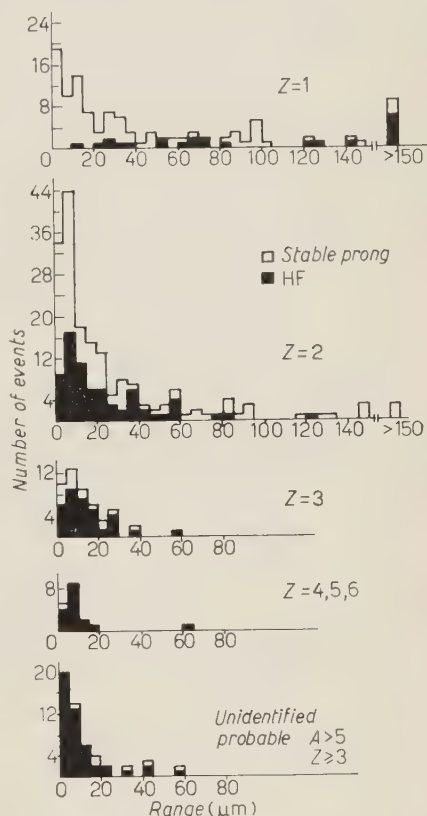 24
16
8
Z=1
0 20 40 60 80 100 120 140 >150
44
36
28
20
12
4
Stable prong
HF
Z=2
0 20 40 60 80 100 120 140 >150
Number of events
12
4
Z=3
0 20 40 60 80
8
Z=4,5,6
0 20 40 60 80
20
12
4
Unidentified
probable A>5
Z≥3
0 20 40 60 80
Range(μm)